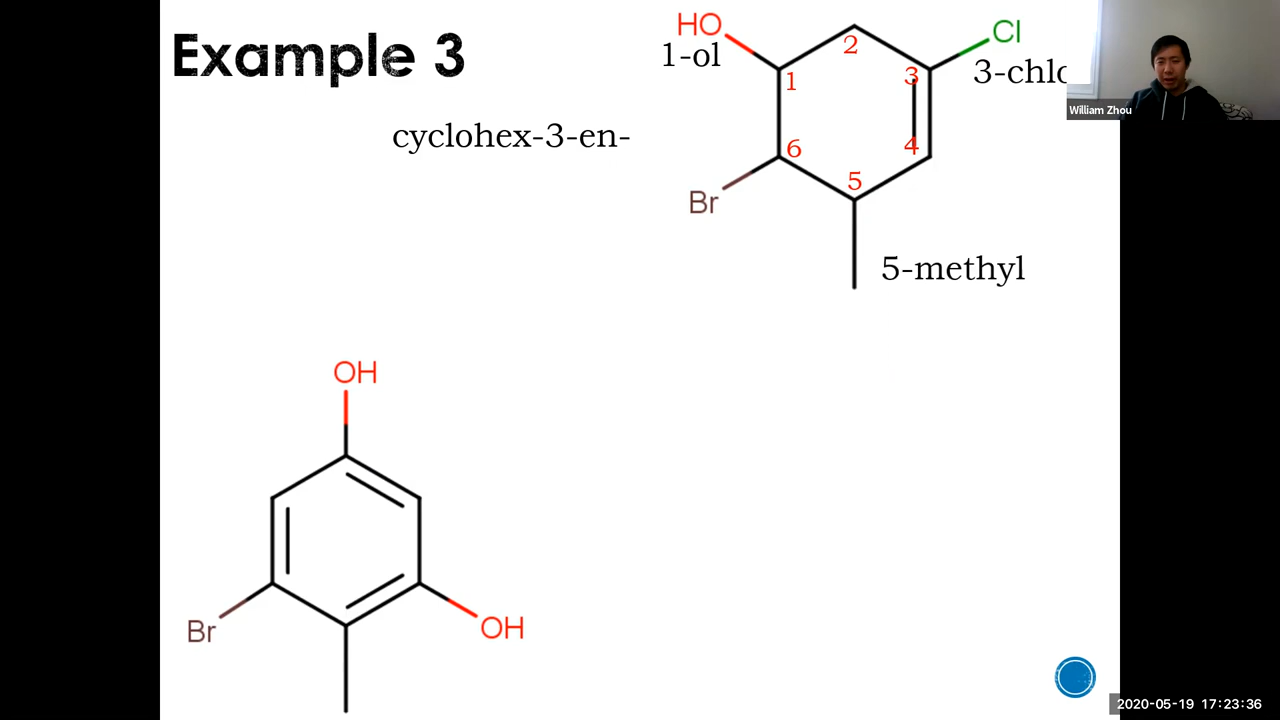 Example 3
HO
1-ol
2
Cl
1
3
3-chlo
William Zhou
cyclohex-3-en-
6
4
5
Br
5-methyl
OH
Br
OH
2020-05-19 17:23:36